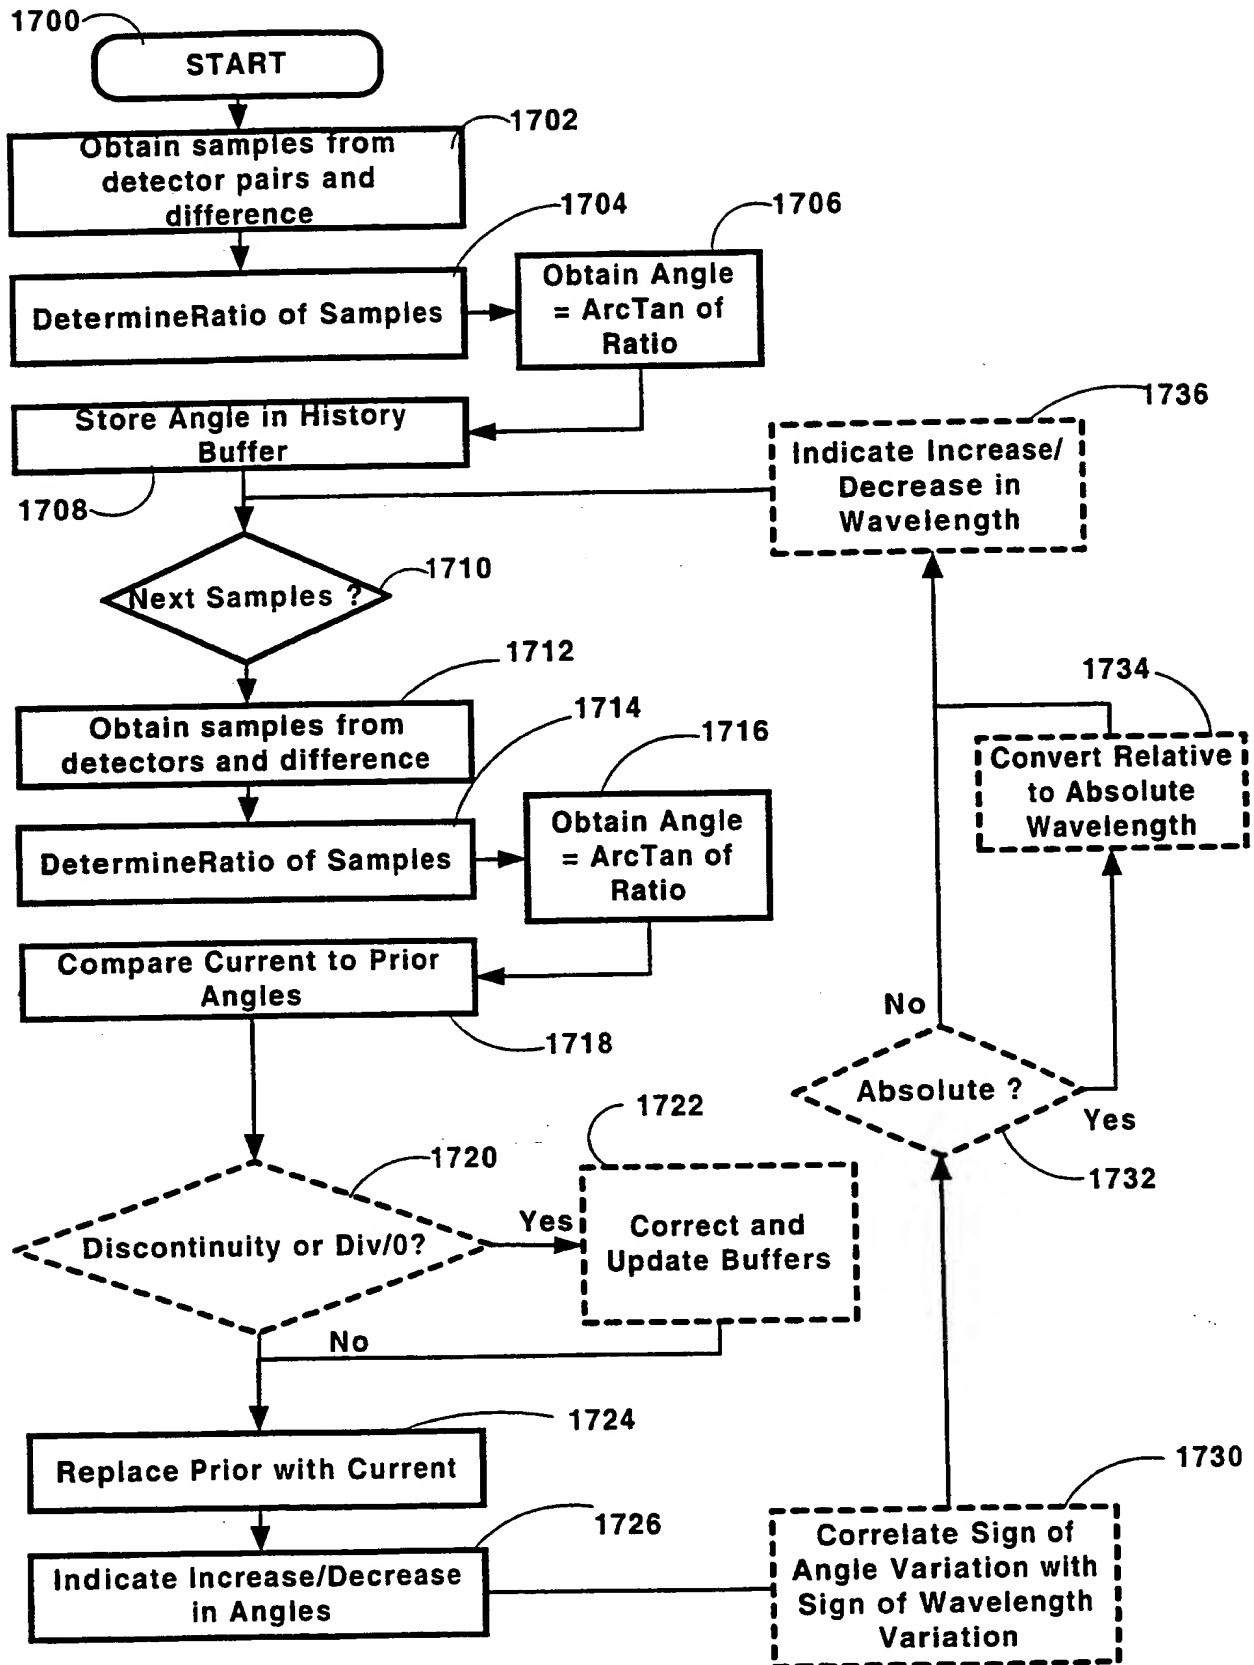 1700
START
1702
Obtain samples from
detector pairs and
difference
1704
1706
DetermineRatio of Samples
Obtain Angle
= ArcTan of
Ratio
Store Angle in History
Buffer
1708
1736
Indicate Increase/
Decrease in
Wavelength
Next Samples ?
1710
1712
Obtain samples from
detectors and difference
1714
1716
DetermineRatio of Samples
Obtain Angle
= ArcTan of
Ratio
1734
Convert Relative
to Absolute
Wavelength
Compare Current to Prior
Angles
1718
No
Absolute ?
Yes
1732
1720
1722
Discontinuity or Div/0?
Yes
Correct and
Update Buffers
No
1724
Replace Prior with Current
1726
Indicate Increase/Decrease
in Angles
1730
Correlate Sign of
Angle Variation with
Sign of Wavelength
Variation